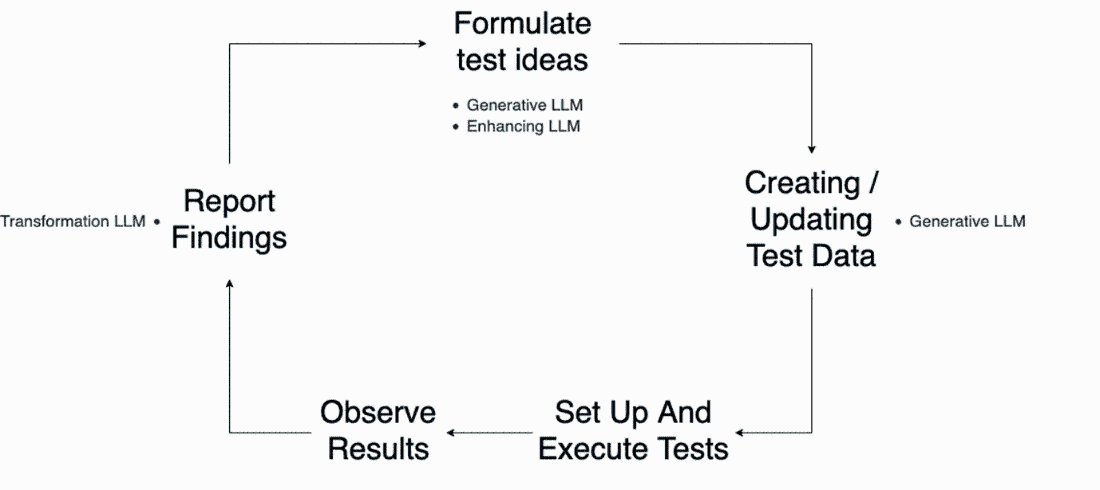 Formulate
test ideas
• Generative LLM
• Enhancing LLM
Creating /
Updating
Test Data
• Generative LLM
Set Up And
Execute Tests
Observe
Results
Report
Findings
Transformation LLM •